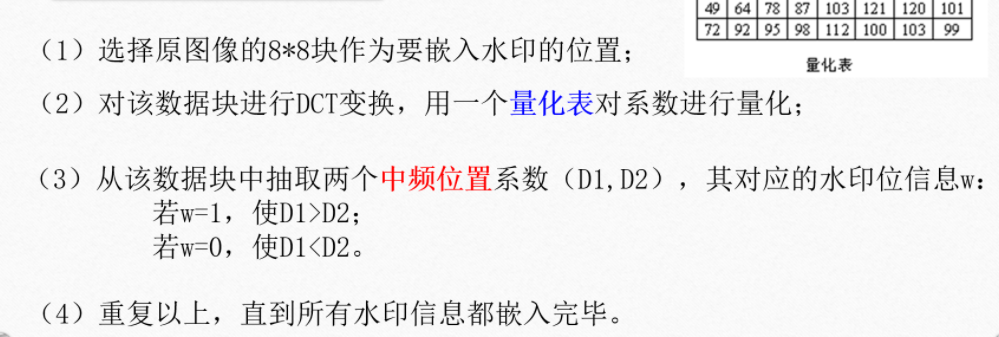 49 64 78 87 103 121 120 101
72 92 95 98 112 100 103 99
量化表
（1）选择原图像的8*8块作为要嵌入水印的位置；
（2）对该数据块进行DCT变换，用一个量化表对系数进行量化；
（3）从该数据块中抽取两个中频位置系数（D1,D2），其对应的水印位信息w：
若w=1，使D1>D2；
若w=0，使D1<D2。
（4）重复以上，直到所有水印信息都嵌入完毕。